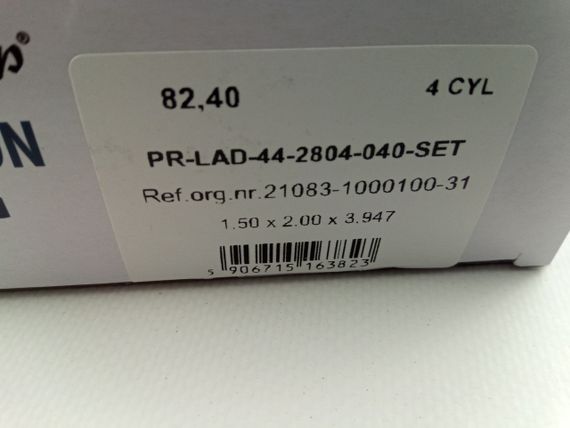 82,40
4 CYL
PR-LAD-44-2804-040-SET
Ref.org.nr.21083-1000100-31
1.50 x 2.00 x 3.947
5 906715 163823